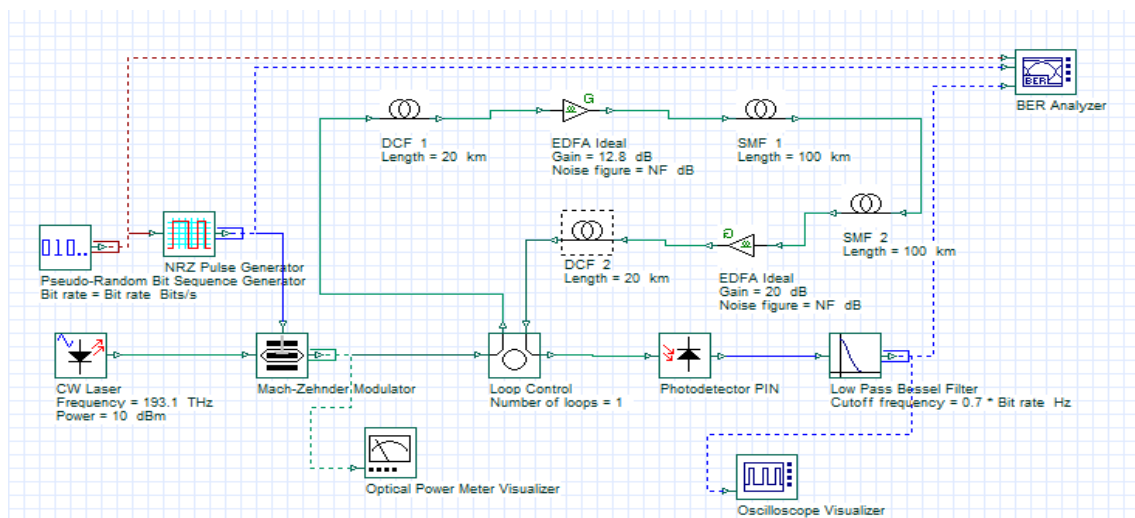 BER
BER Analyzer
G
DCF 1
Length = 20 km
EDFA Ideal
Gain = 12.8 dB
Noise figure = NF dB
SMF 1
Length = 100 km
SMF 2
Length = 100 km
G
DCF 2
Length = 20 km
EDFA Ideal
Gain = 20 dB
Noise figure = NF dB
NRZ Pulse Generator
Pseudo-Random Bit Sequence Generator
Bit rate = Bit rate Bits/s
CW Laser
Frequency = 193.1 THz
Power = 10 dBm
Mach-Zehnder Modulator
Loop Control
Number of loops = 1
Photodetector PIN
Low Pass Bessel Filter
Cutoff frequency = 0.7 * Bit rate Hz
Optical Power Meter Visualizer
Oscilloscope Visualizer